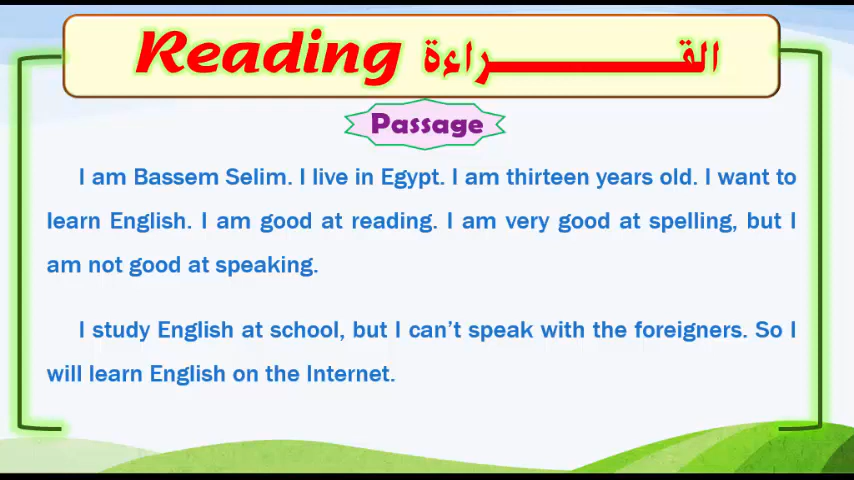 Reading القـــــــــراءة
Passage
I am Bassem Selim. I live in Egypt. I am thirteen years old. I want to
learn English. I am good at reading. I am very good at spelling, but I
am not good at speaking.
I study English at school, but I can’t speak with the foreigners. So I
will learn English on the Internet.